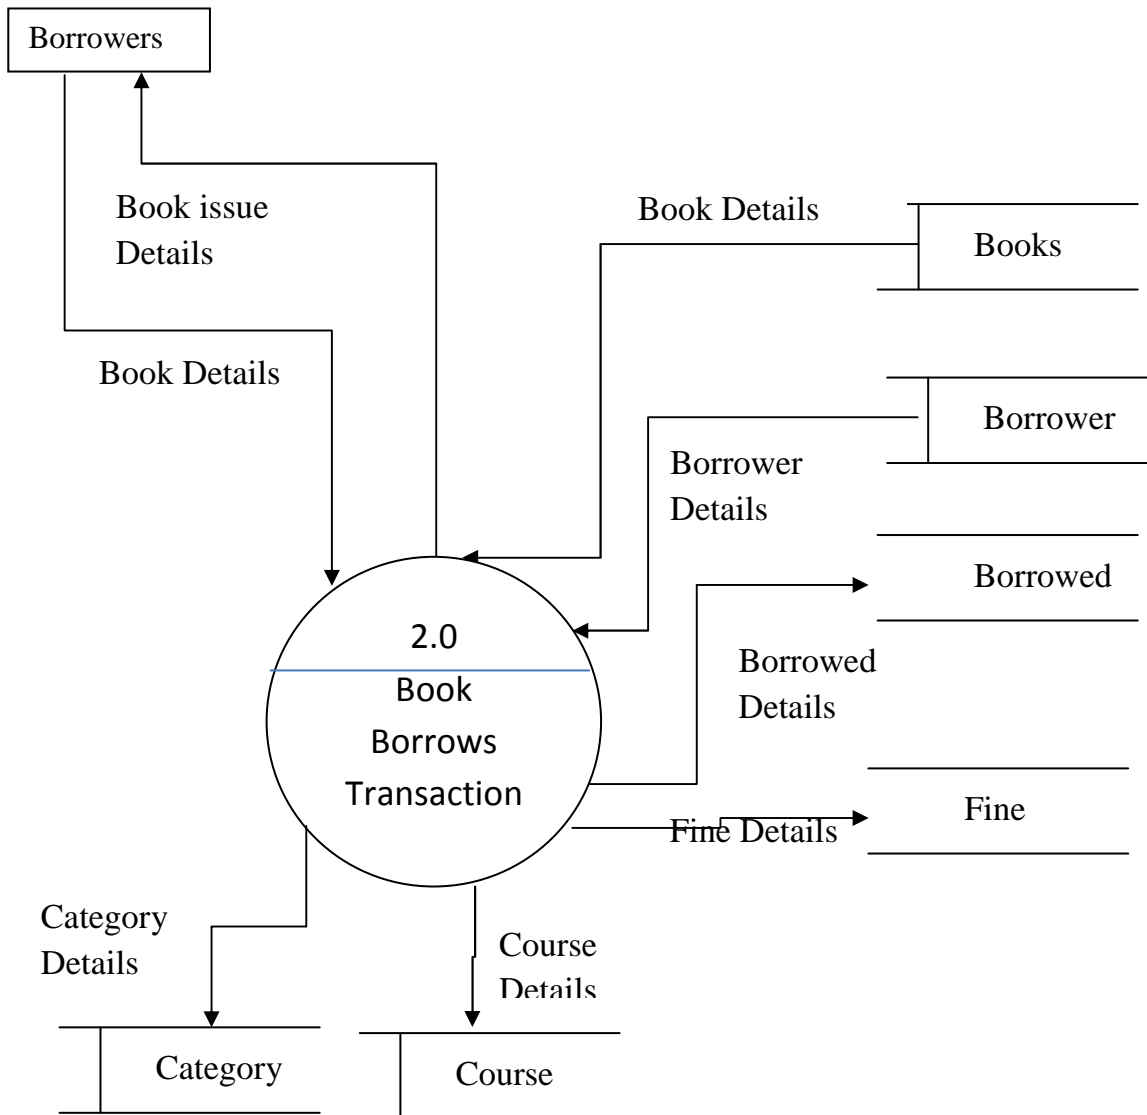 Borrowers
Book issue
Details
Book Details
Book Details
Books
Borrower
Borrower
Details
Borrowed
2.0
Book
Borrows
Transaction
Borrowed
Details
Fine Details
Fine
Category
Details
Course
Details
Category
Course